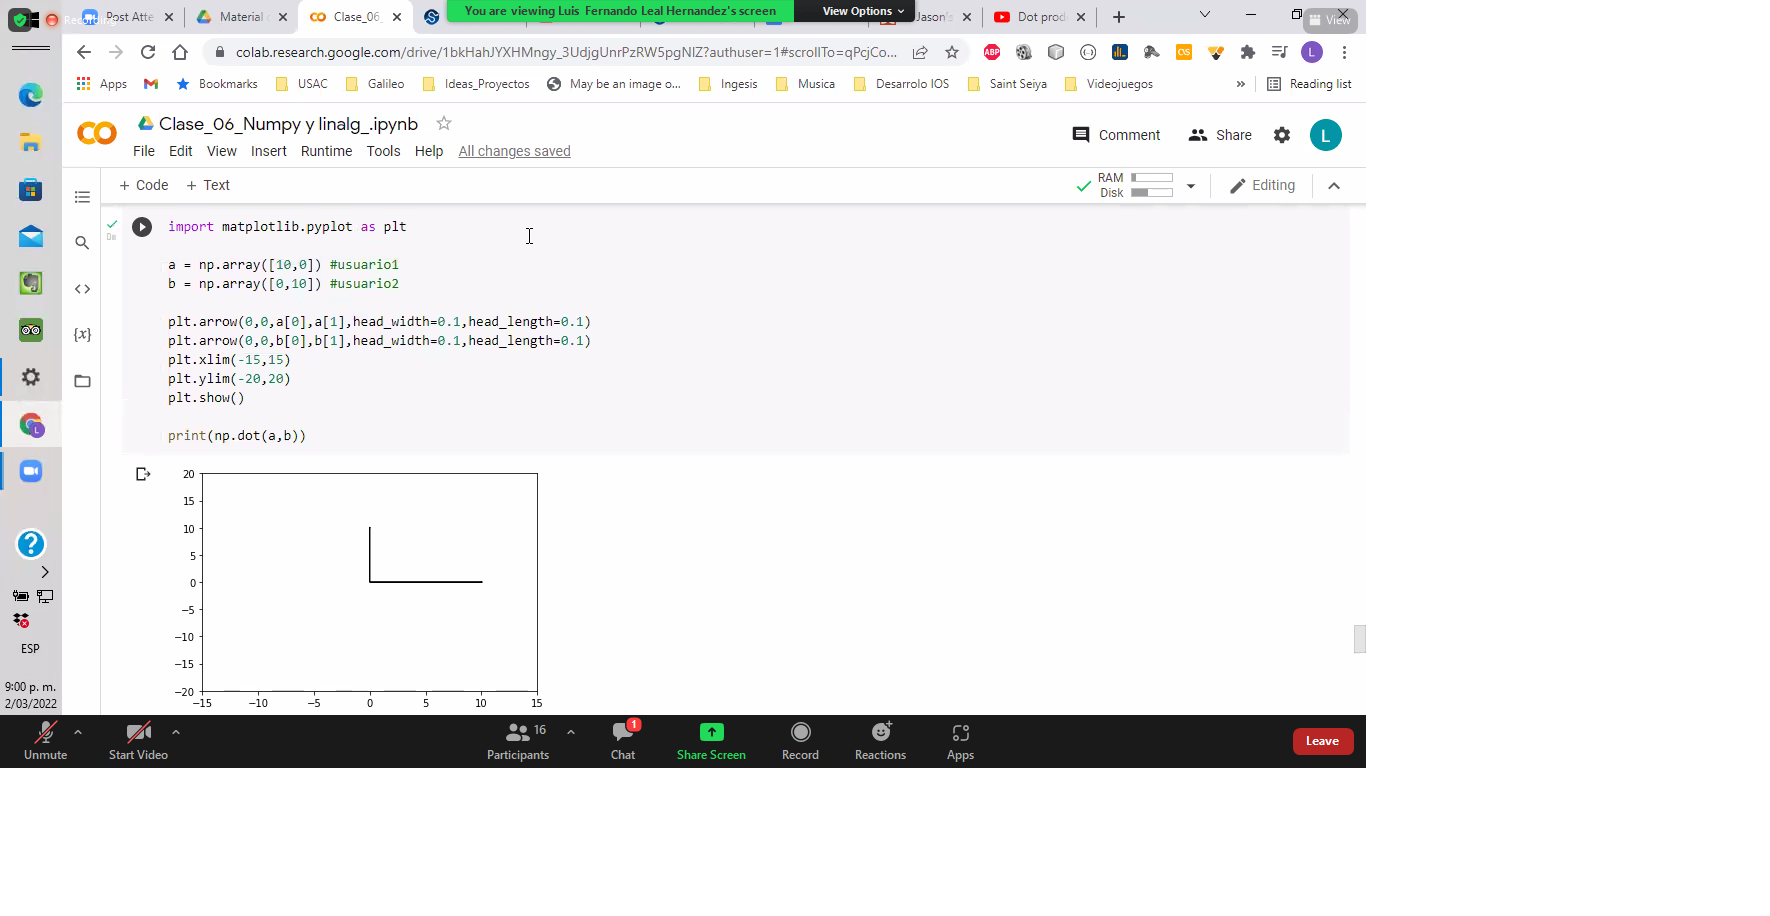 Post Atte
Material
Clase_06_
You are viewing Luis Fernando Leal Hernandez's screen
View Options
Jason's
Dot prod
View
colab.research.google.com/drive/1bkHahJYXHMngy_3UdjgUnrPzRW5pgNIZ?authuser=1#scrollTo=qPcjCo...
ABP
L
Apps
Bookmarks
USAC
Galileo
Ideas_Proyectos
May be an image o...
Ingesis
Musica
Desarrolo IOS
Saint Seiya
Videojuegos
»
Reading list
Clase_06_Numpy y linalg_.ipynb
Comment
Share
L
File Edit View Insert Runtime Tools Help All changes saved
+ Code + Text
RAM
Disk
Editing
import matplotlib.pyplot as plt
a = np.array([10,0]) #usuario1
b = np.array([0,10]) #usuario2
plt.arrow(0,0,a[0],a[1],head_width=0.1,head_length=0.1)
plt.arrow(0,0,b[0],b[1],head_width=0.1,head_length=0.1)
plt.xlim(-15,15)
plt.ylim(-20,20)
plt.show()
print(np.dot(a,b))
20
15
10
5
0
−5
−10
−15
−20
−15 −10 −5 0 5 10 15
ESP
9:00 p. m.
2/03/2022
Unmute
Start Video
Participants
16
Chat
1
Share Screen
Record
Reactions
Apps
Leave